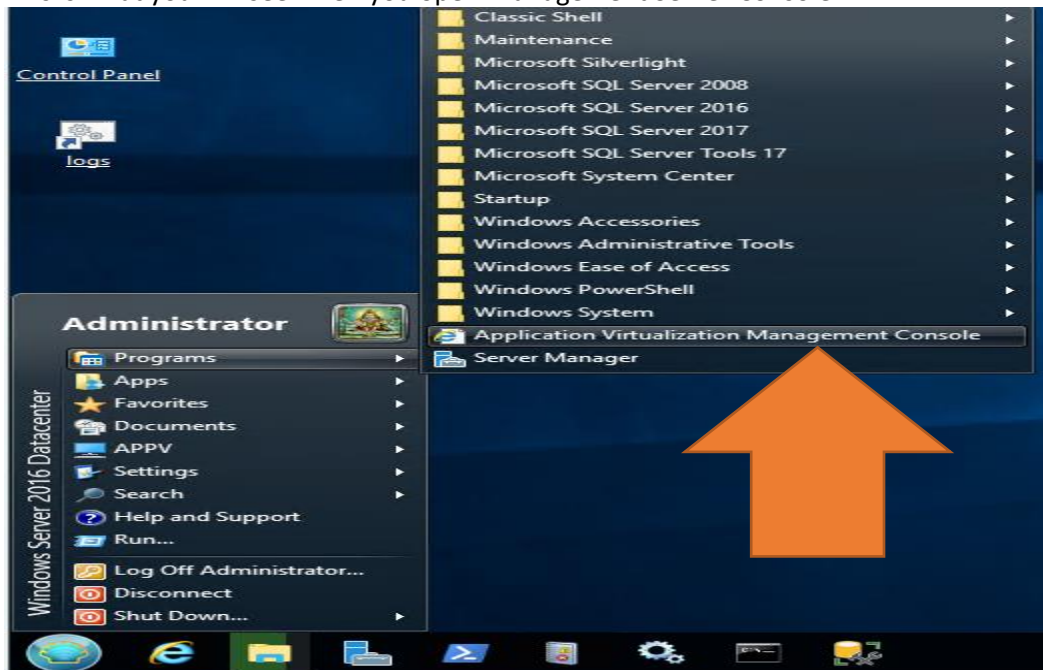 Control Panel
logs
Classic Shell
Maintenance
Microsoft Silverlight
Microsoft SQL Server 2008
Microsoft SQL Server 2016
Microsoft SQL Server 2017
Microsoft SQL Server Tools 17
Microsoft System Center
Startup
Windows Accessories
Windows Administrative Tools
Windows Ease of Access
Windows PowerShell
Windows System
Application Virtualization Management Console
Server Manager
Administrator
Programs
Apps
Favorites
Documents
APPV
Settings
Search
Help and Support
Run...
Log Off Administrator...
Disconnect
Shut Down...
Windows Server 2016 Datacenter